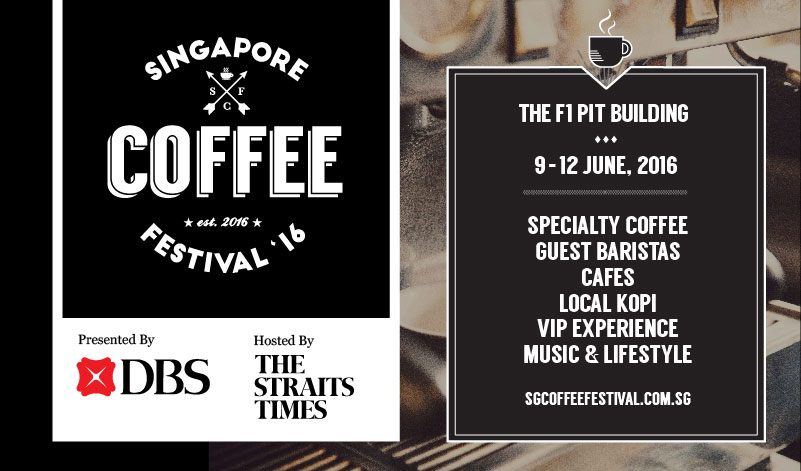 SINGAPORE
S F
C
COFFEE
★ est. 2016 ★
FESTIVAL '16
Presented By
DBS
Hosted By
THE
STRAITS
TIMES
THE F1 PIT BUILDING
9-12 JUNE, 2016
SPECIALTY COFFEE
GUEST BARISTAS
CAFES
LOCAL KOPI
VIP EXPERIENCE
MUSIC & LIFESTYLE
SGCOFFEEFESTIVAL.COM.SG